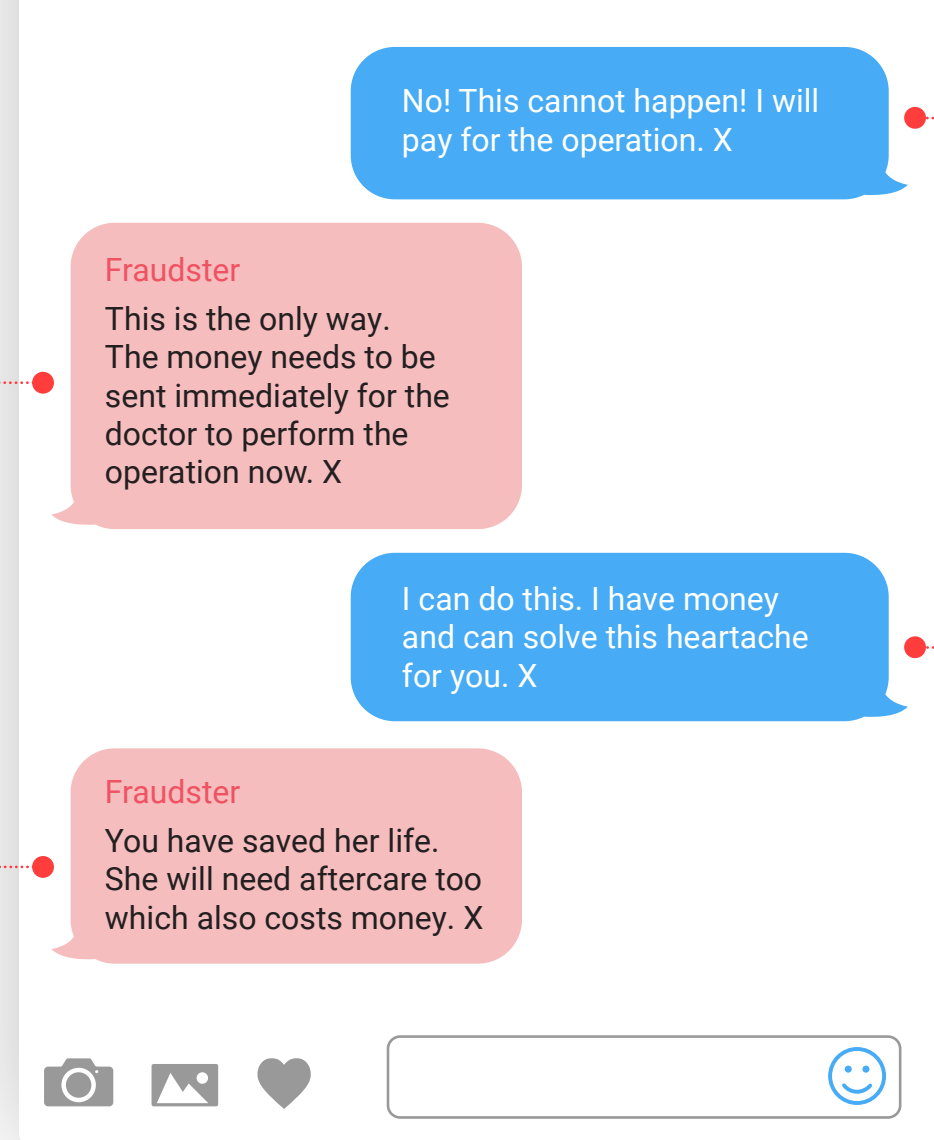 No! This cannot happen! I will
pay for the operation. X
Fraudster
This is the only way.
The money needs to be
sent immediately for the
doctor to perform the
operation now. X
I can do this. I have money
and can solve this heartache
for you. X
Fraudster
You have saved her life.
She will need aftercare too
which also costs money. X